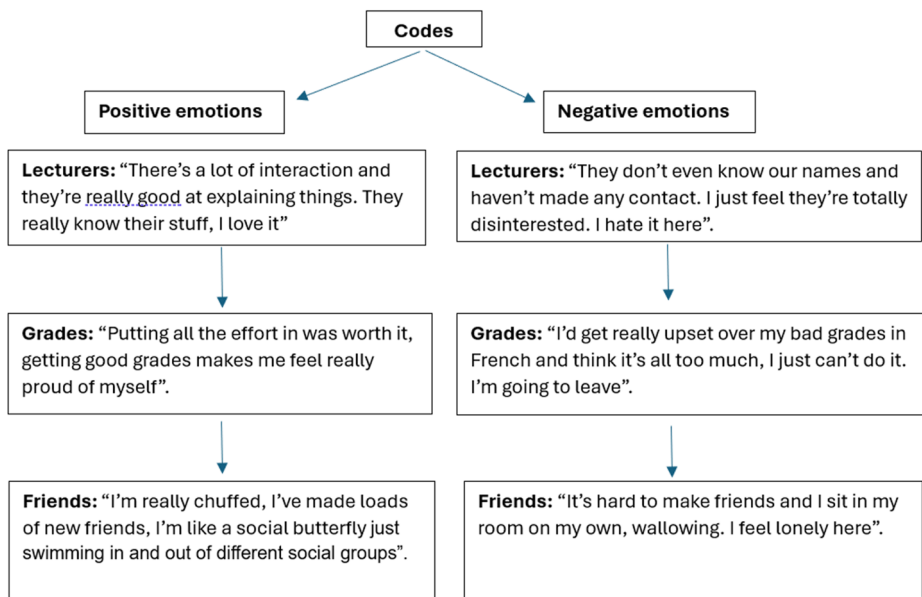 Codes
Positive emotions
Negative emotions
Lecturers: “There’s a lot of interaction and
they’re really good at explaining things. They
really know their stuff, I love it”
Lecturers: “They don’t even know our names and
haven’t made any contact. I just feel they’re totally
disinterested. I hate it here”.
Grades: “Putting all the effort in was worth it,
getting good grades makes me feel really
proud of myself”.
Grades: “I’d get really upset over my bad grades in
French and think it’s all too much, I just can’t do it.
I’m going to leave”.
Friends: “I’m really chuffed, I’ve made loads
of new friends, I’m like a social butterfly just
swimming in and out of different social groups”.
Friends: “It’s hard to make friends and I sit in my
room on my own, wallowing. I feel lonely here”.